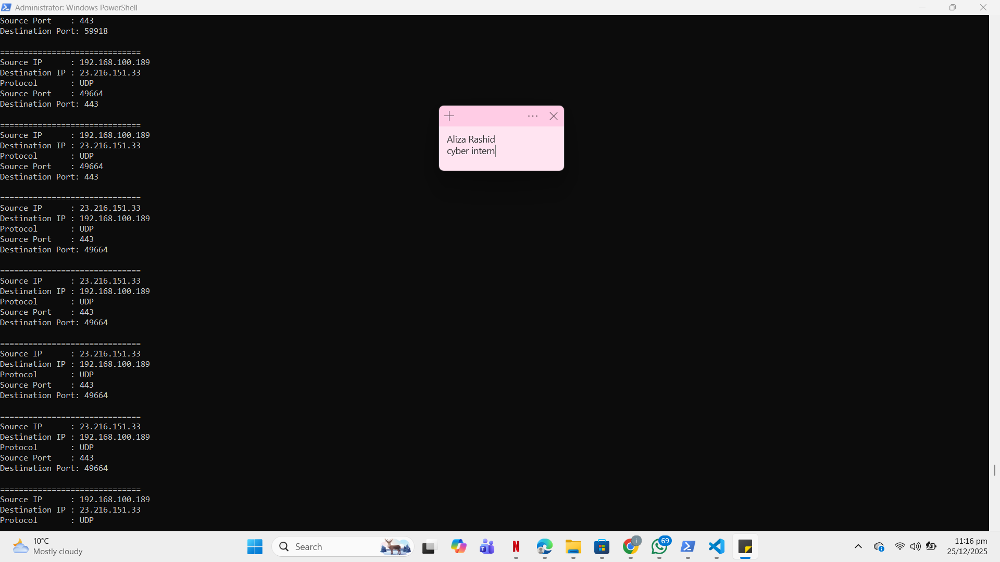 Administrator: Windows PowerShell
Source Port    : 443
Destination Port: 59918
==============================
Source IP      : 192.168.100.189
Destination IP : 23.216.151.33
Protocol       : UDP
Source Port    : 49664
Destination Port: 443
==============================
Source IP      : 192.168.100.189
Destination IP : 23.216.151.33
Protocol       : UDP
Source Port    : 49664
Destination Port: 443
==============================
Source IP      : 23.216.151.33
Destination IP : 192.168.100.189
Protocol       : UDP
Source Port    : 443
Destination Port: 49664
==============================
Source IP      : 23.216.151.33
Destination IP : 192.168.100.189
Protocol       : UDP
Source Port    : 443
Destination Port: 49664
==============================
Source IP      : 23.216.151.33
Destination IP : 192.168.100.189
Protocol       : UDP
Source Port    : 443
Destination Port: 49664
==============================
Source IP      : 23.216.151.33
Destination IP : 192.168.100.189
Protocol       : UDP
Source Port    : 443
Destination Port: 49664
==============================
Source IP      : 192.168.100.189
Destination IP : 23.216.151.33
Protocol       : UDP
Aliza Rashid
cyber intern
10°C
Mostly cloudy
Search
69
11:16 pm
25/12/2025